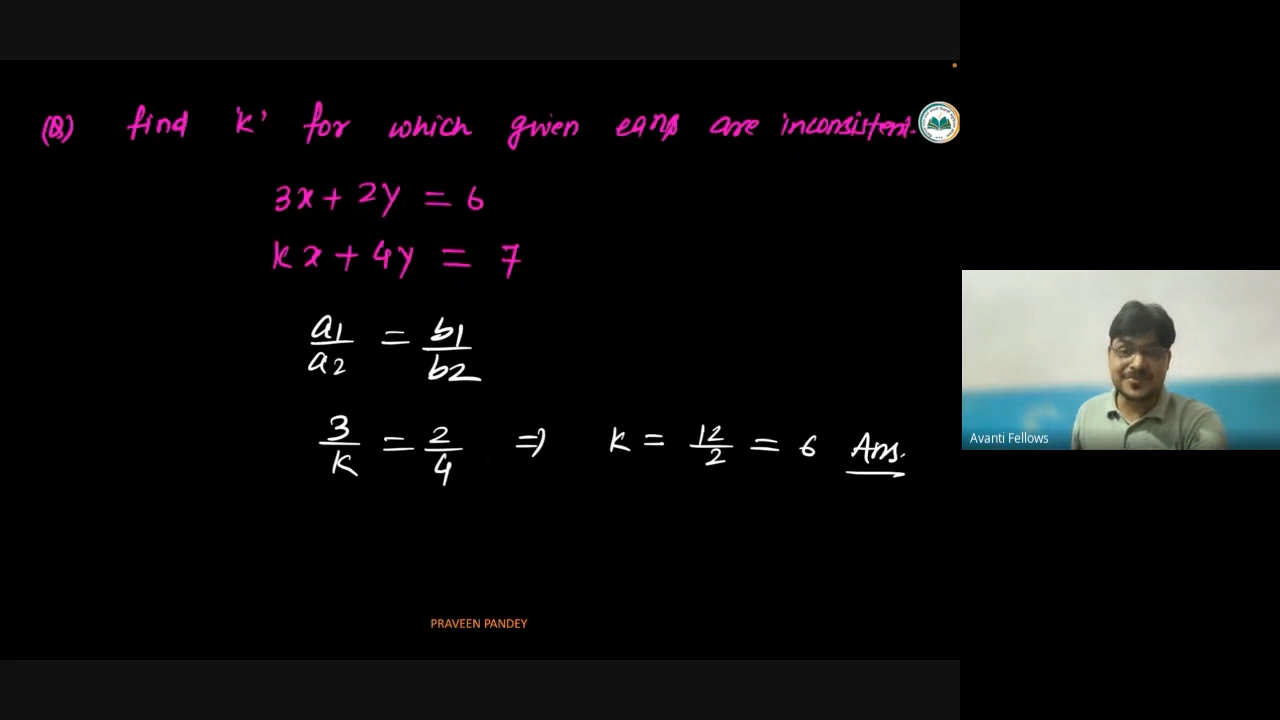 (Q) find 'k' for which given eqns are inconsistent.
3x + 2y = 6
kx + 4y = 7
a1/a2 = b1/b2
3/k = 2/4 ⇒ k = 12/2 = 6 Ans.
Avanti Fellows
PRAVEEN PANDEY